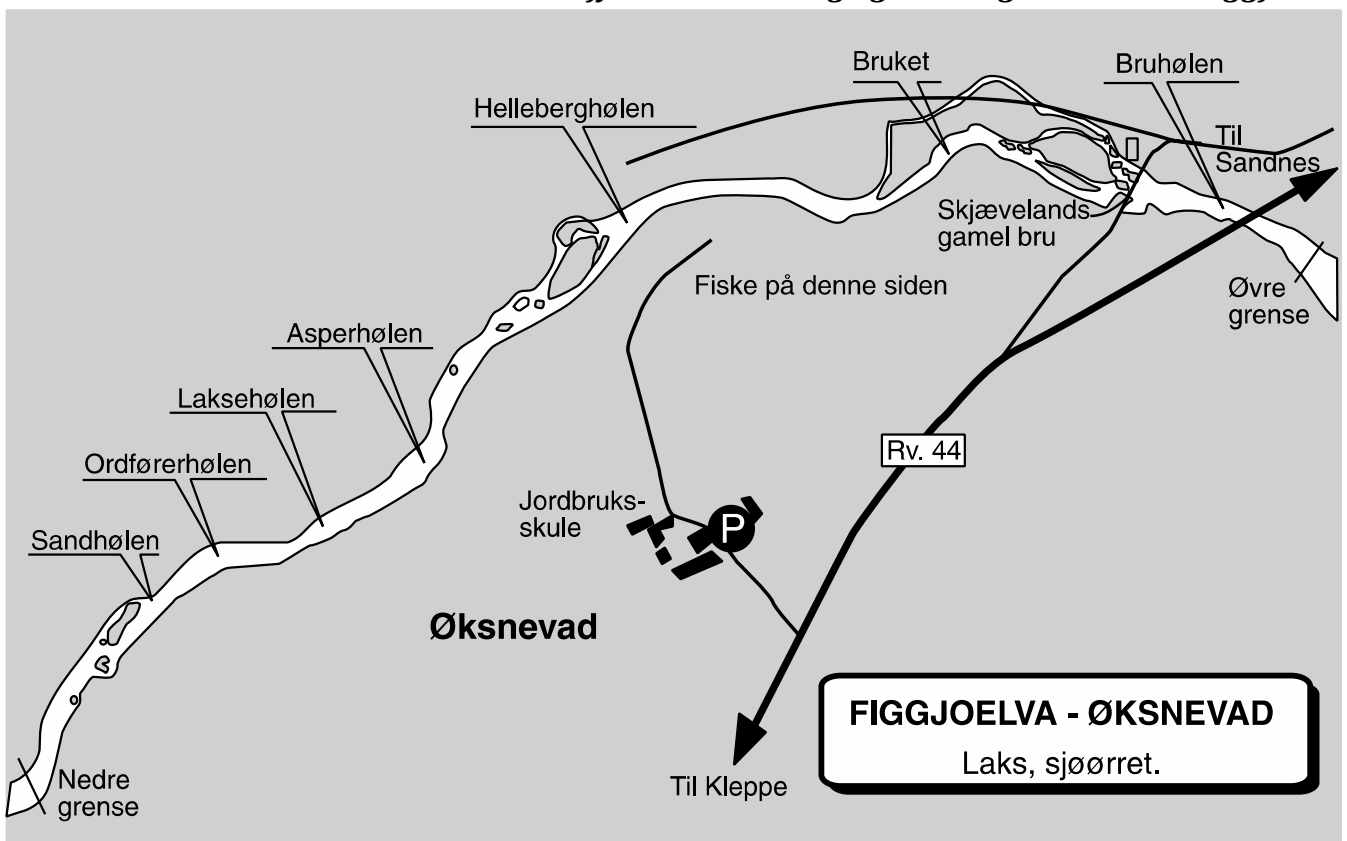 Bruket
Bruhølen
Helleberghølen
Til
Sandnes
Skjævelands
gamel bru
Fiske på denne siden
Øvre
grense
Asperhølen
Laksehølen
Rv. 44
Ordførerhølen
Jordbruks-
skule
P
Sandhølen
Øksnevad
FIGGJOELVA - ØKSNEVAD
Laks, sjøørret.
Nedre
grense
Til Kleppe